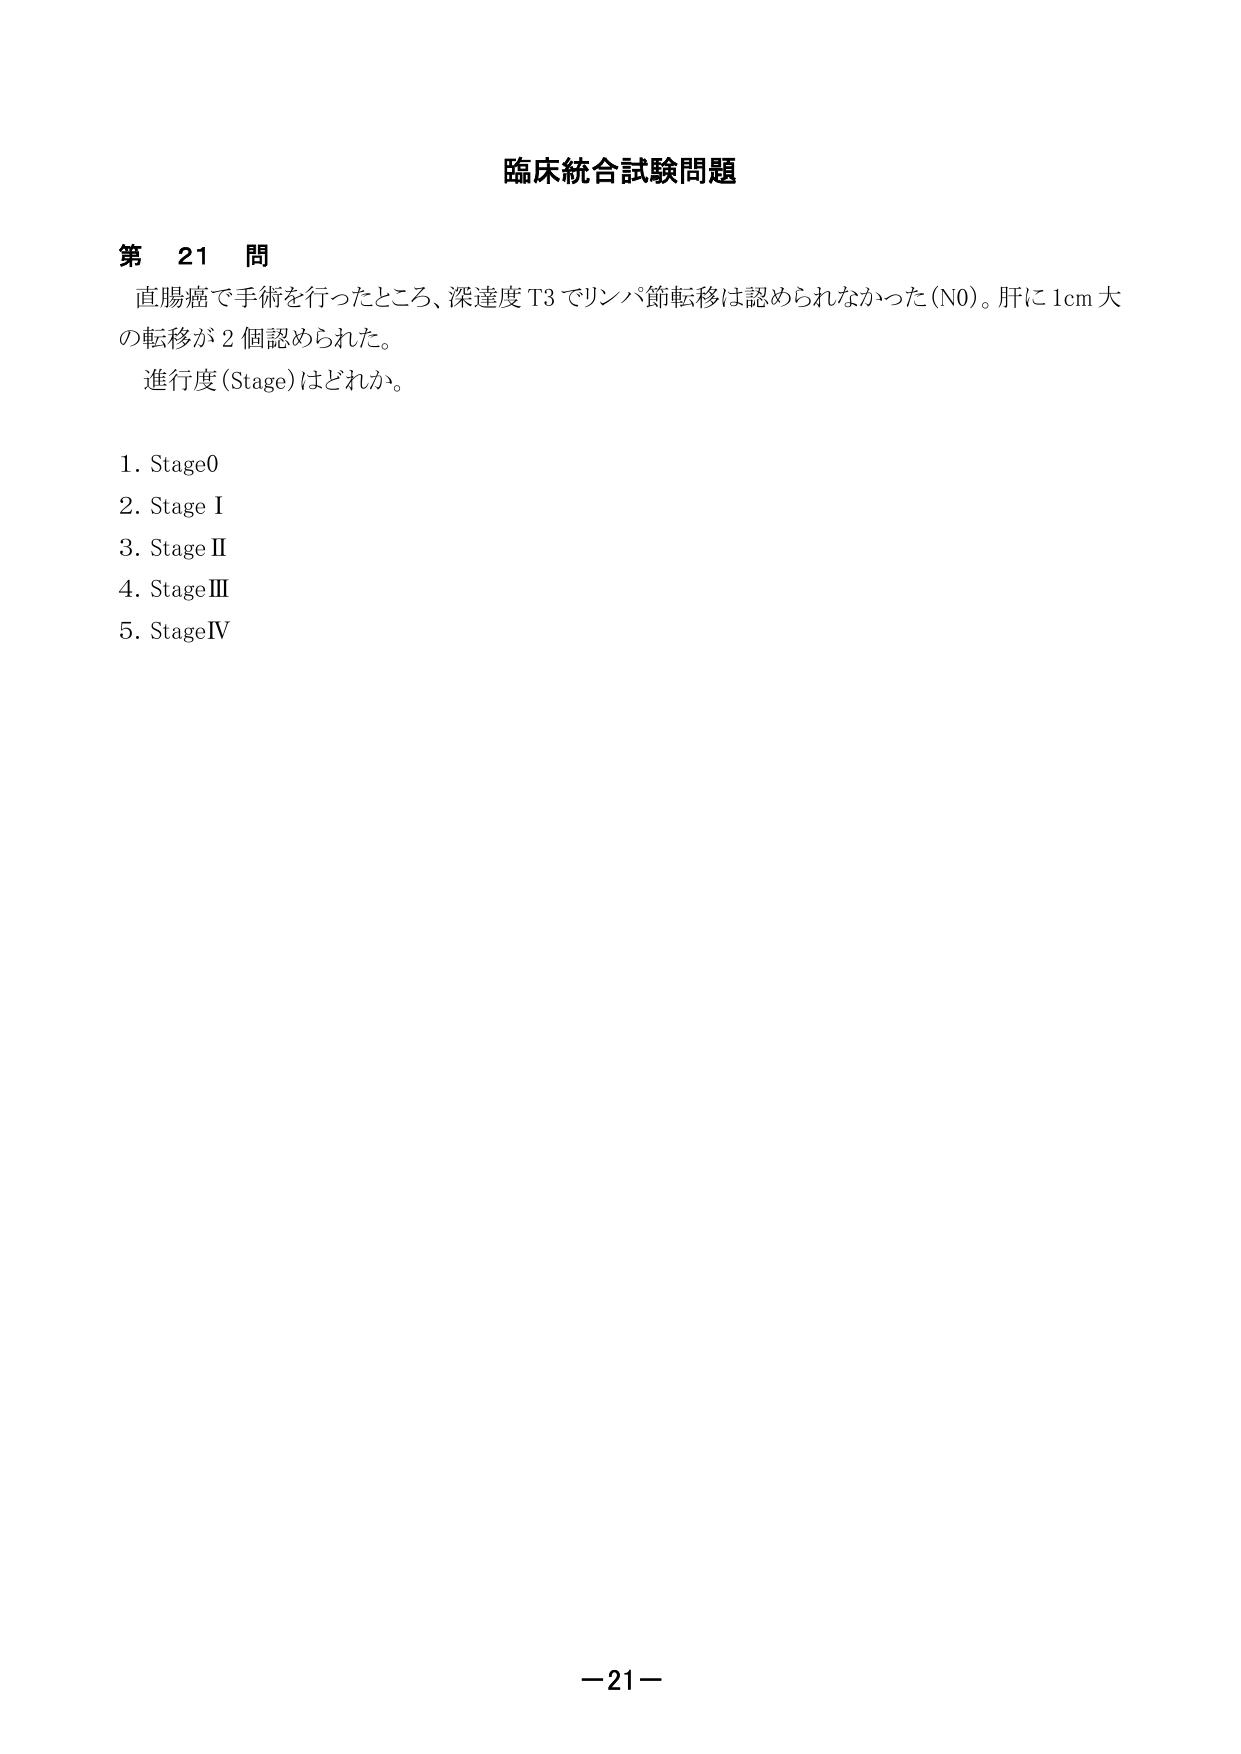 臨床統合試験問題
第 21 問
直腸癌で手術を行ったところ、深達度 T3 でリンパ節転移は認められなかった(N0)。肝に 1cm 大
の転移が 2 個認められた。
進行度(Stage)はどれか。
1. Stage0
2. StageⅠ
3. StageⅡ
4. StageⅢ
5. StageⅣ
―21―